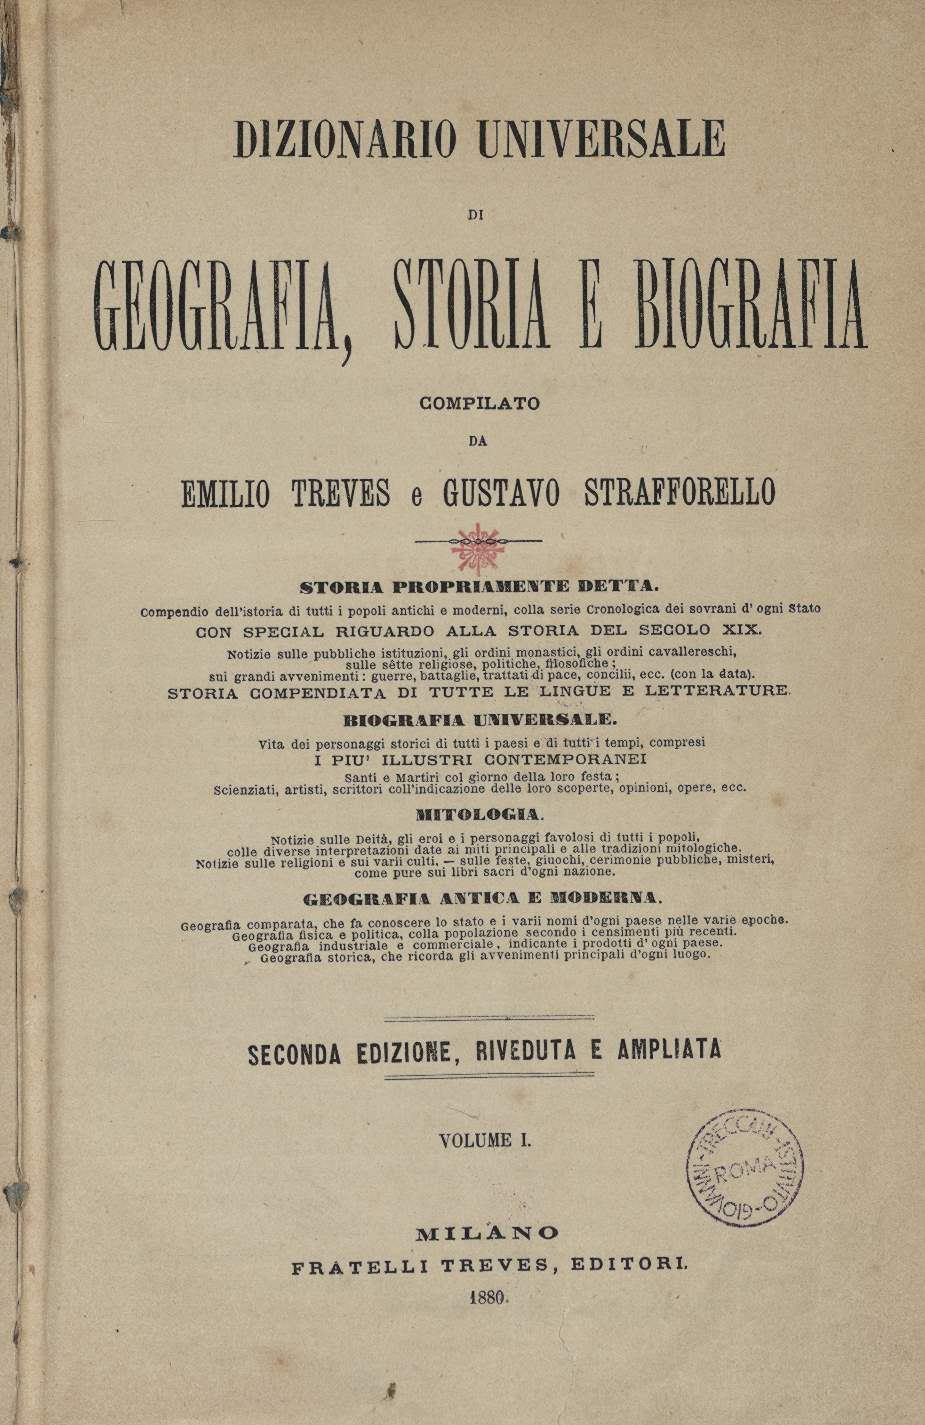 DIZIONARIO UNIVERSALE
DI
GEOGRAFIA, STORIA E BIOGRAFIA
COMPILATO
DA
EMILIO TREVES e GUSTAVO STRAFFORELLO
STORIA PROPRIAMENTE DETTA.
Compendio dell'istoria di tutti i popoli antichi e moderni, colla serie Cronologica dei sovrani d' ogni Stato
CON SPECIAL RIGUARDO ALLA STORIA DEL SECOLO XIX.
Notizie sulle pubbliche istituzioni, gli ordini monastici, gli ordini cavallereschi,
sulle sètte religiose, politiche, filosofiche;
sui grandi avvenimenti: guerre, battaglie, trattati di pace, concilii, ecc. (con la data).
STORIA COMPENDIATA DI TUTTE LE LINGUE E LETTERATURE.
BIOGRAFIA UNIVERSALE.
Vita dei personaggi storici di tutti i paesi e di tutti i tempi, compresi
I PIU' ILLUSTRI CONTEMPORANEI
Santi e Martiri col giorno della loro festa;
Scienziati, artisti, scrittori coll'indicazione delle loro scoperte, opinioni, opere, ecc.
MITOLOGIA.
Notizie sulle Deità, gli eroi e i personaggi favolosi di tutti i popoli,
colle diverse interpretazioni date ai miti principali e alle tradizioni mitologiche.
Notizie sulle religioni e sui varii culti, — sulle feste, giuochi, cerimonie pubbliche, misteri,
come pure sui libri sacri d'ogni nazione.
GEOGRAFIA ANTICA E MODERNA.
Geografia comparata, che fa conoscere lo stato e i varii nomi d'ogni paese nelle varie epoche.
Geografia fisica e politica, colla popolazione secondo i censimenti più recenti.
Geografia industriale e commerciale, indicante i prodotti d' ogni paese.
Geografia storica, che ricorda gli avvenimenti principali d'ogni luogo.
SECONDA EDIZIONE, RIVEDUTA E AMPLIATA
VOLUME I.
ISTITUTO-GIOVANNI-TRECCANI-
ROMA
MILANO
FRATELLI TREVES, EDITORI.
1880.